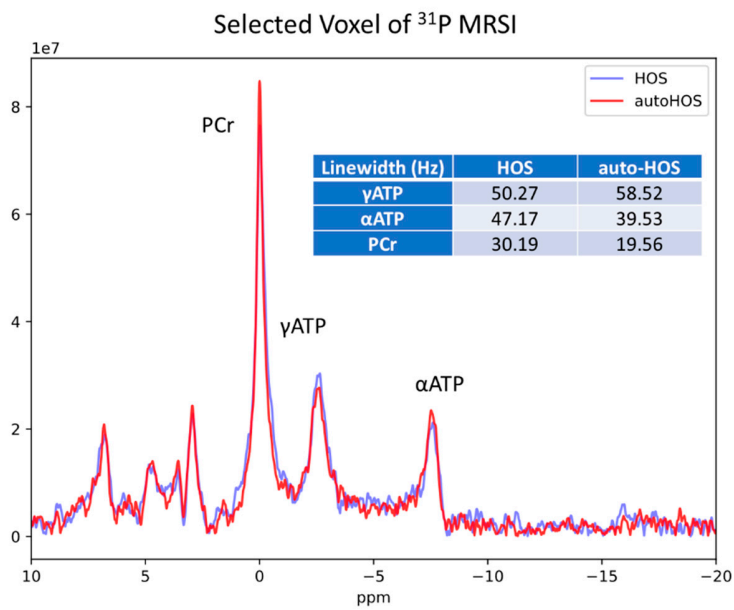 Selected Voxel of ³¹P MRSI
1e7
HOS
autoHOS
PCr
Linewidth (Hz) HOS auto-HOS
γATP 50.27 58.52
αATP 47.17 39.53
PCr 30.19 19.56
γATP
αATP
8
6
4
2
0
10 5 0 −5 −10 −15 −20
ppm